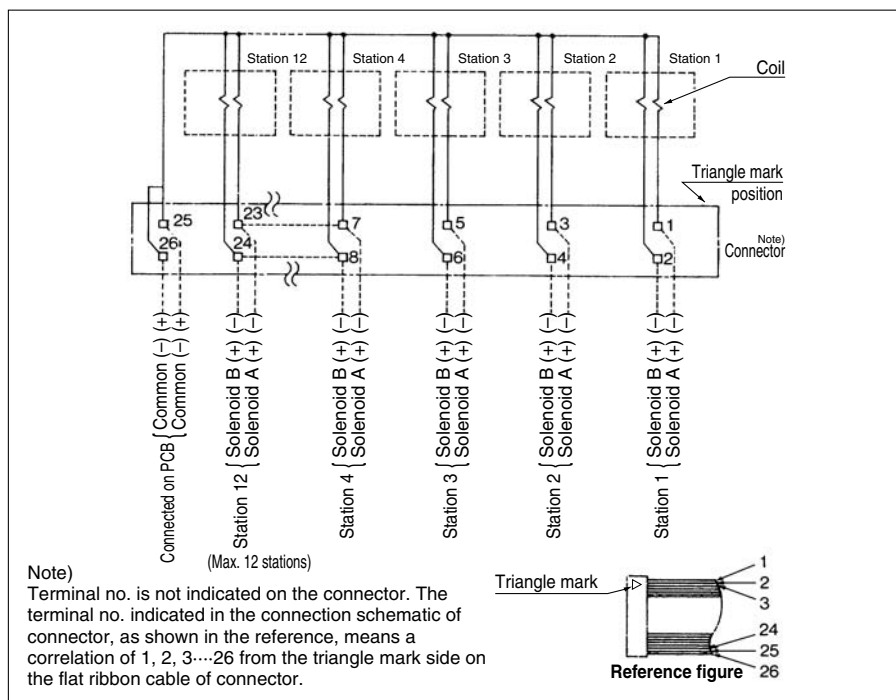 Station 12
Station 4
Station 3
Station 2
Station 1
Coil
Triangle mark
position
Note)
Connector
25
26
23
24
7
8
5
6
3
4
1
2
Connected on PCB { Common (–) (+)
Common (–) (+)
Station 12 { Solenoid B (+) (–)
Solenoid A (+) (–)
(Max. 12 stations)
Station 4 { Solenoid B (+) (–)
Solenoid A (+) (–)
Station 3 { Solenoid B (+) (–)
Solenoid A (+) (–)
Station 2 { Solenoid B (+) (–)
Solenoid A (+) (–)
Station 1 { Solenoid B (+) (–)
Solenoid A (+) (–)
Note)
Terminal no. is not indicated on the connector. The
terminal no. indicated in the connection schematic of
connector, as shown in the reference, means a
correlation of 1, 2, 3····26 from the triangle mark side on
the flat ribbon cable of connector.
Triangle mark
1
2
3
24
25
26
Reference figure